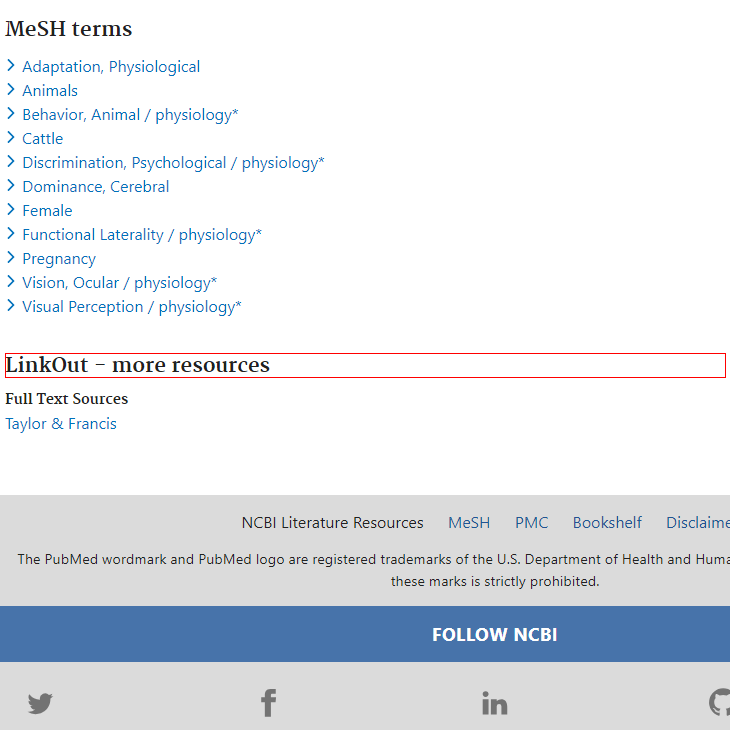 MeSH terms
Adaptation, Physiological
Animals
Behavior, Animal / physiology*
Cattle
Discrimination, Psychological / physiology*
Dominance, Cerebral
Female
Functional Laterality / physiology*
Pregnancy
Vision, Ocular / physiology*
Visual Perception / physiology*
LinkOut – more resources
Full Text Sources
Taylor & Francis
NCBI Literature Resources MeSH PMC Bookshelf Disclaime
The PubMed wordmark and PubMed logo are registered trademarks of the U.S. Department of Health and Huma
these marks is strictly prohibited.
FOLLOW NCBI